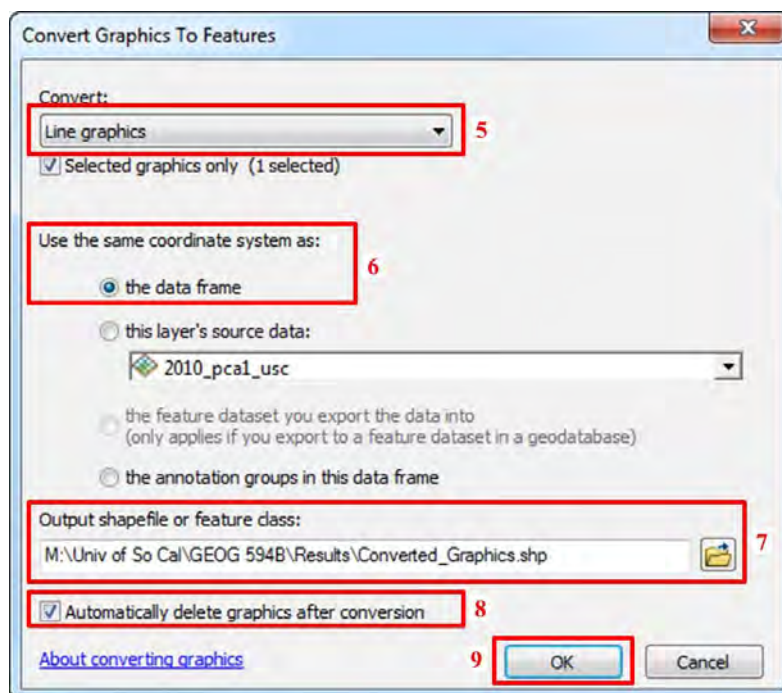 Convert Graphics To Features
Convert:
Line graphics
5
Selected graphics only (1 selected)
Use the same coordinate system as:
6
the data frame
this layer's source data:
2010_pca1_usc
the feature dataset you export the data into
(only applies if you export to a feature dataset in a geodatabase)
the annotation groups in this data frame
Output shapefile or feature class:
7
M:\Univ of So Cal\GEOG 594B\Results\Converted_Graphics.shp
Automatically delete graphics after conversion
8
About converting graphics
9
OK
Cancel